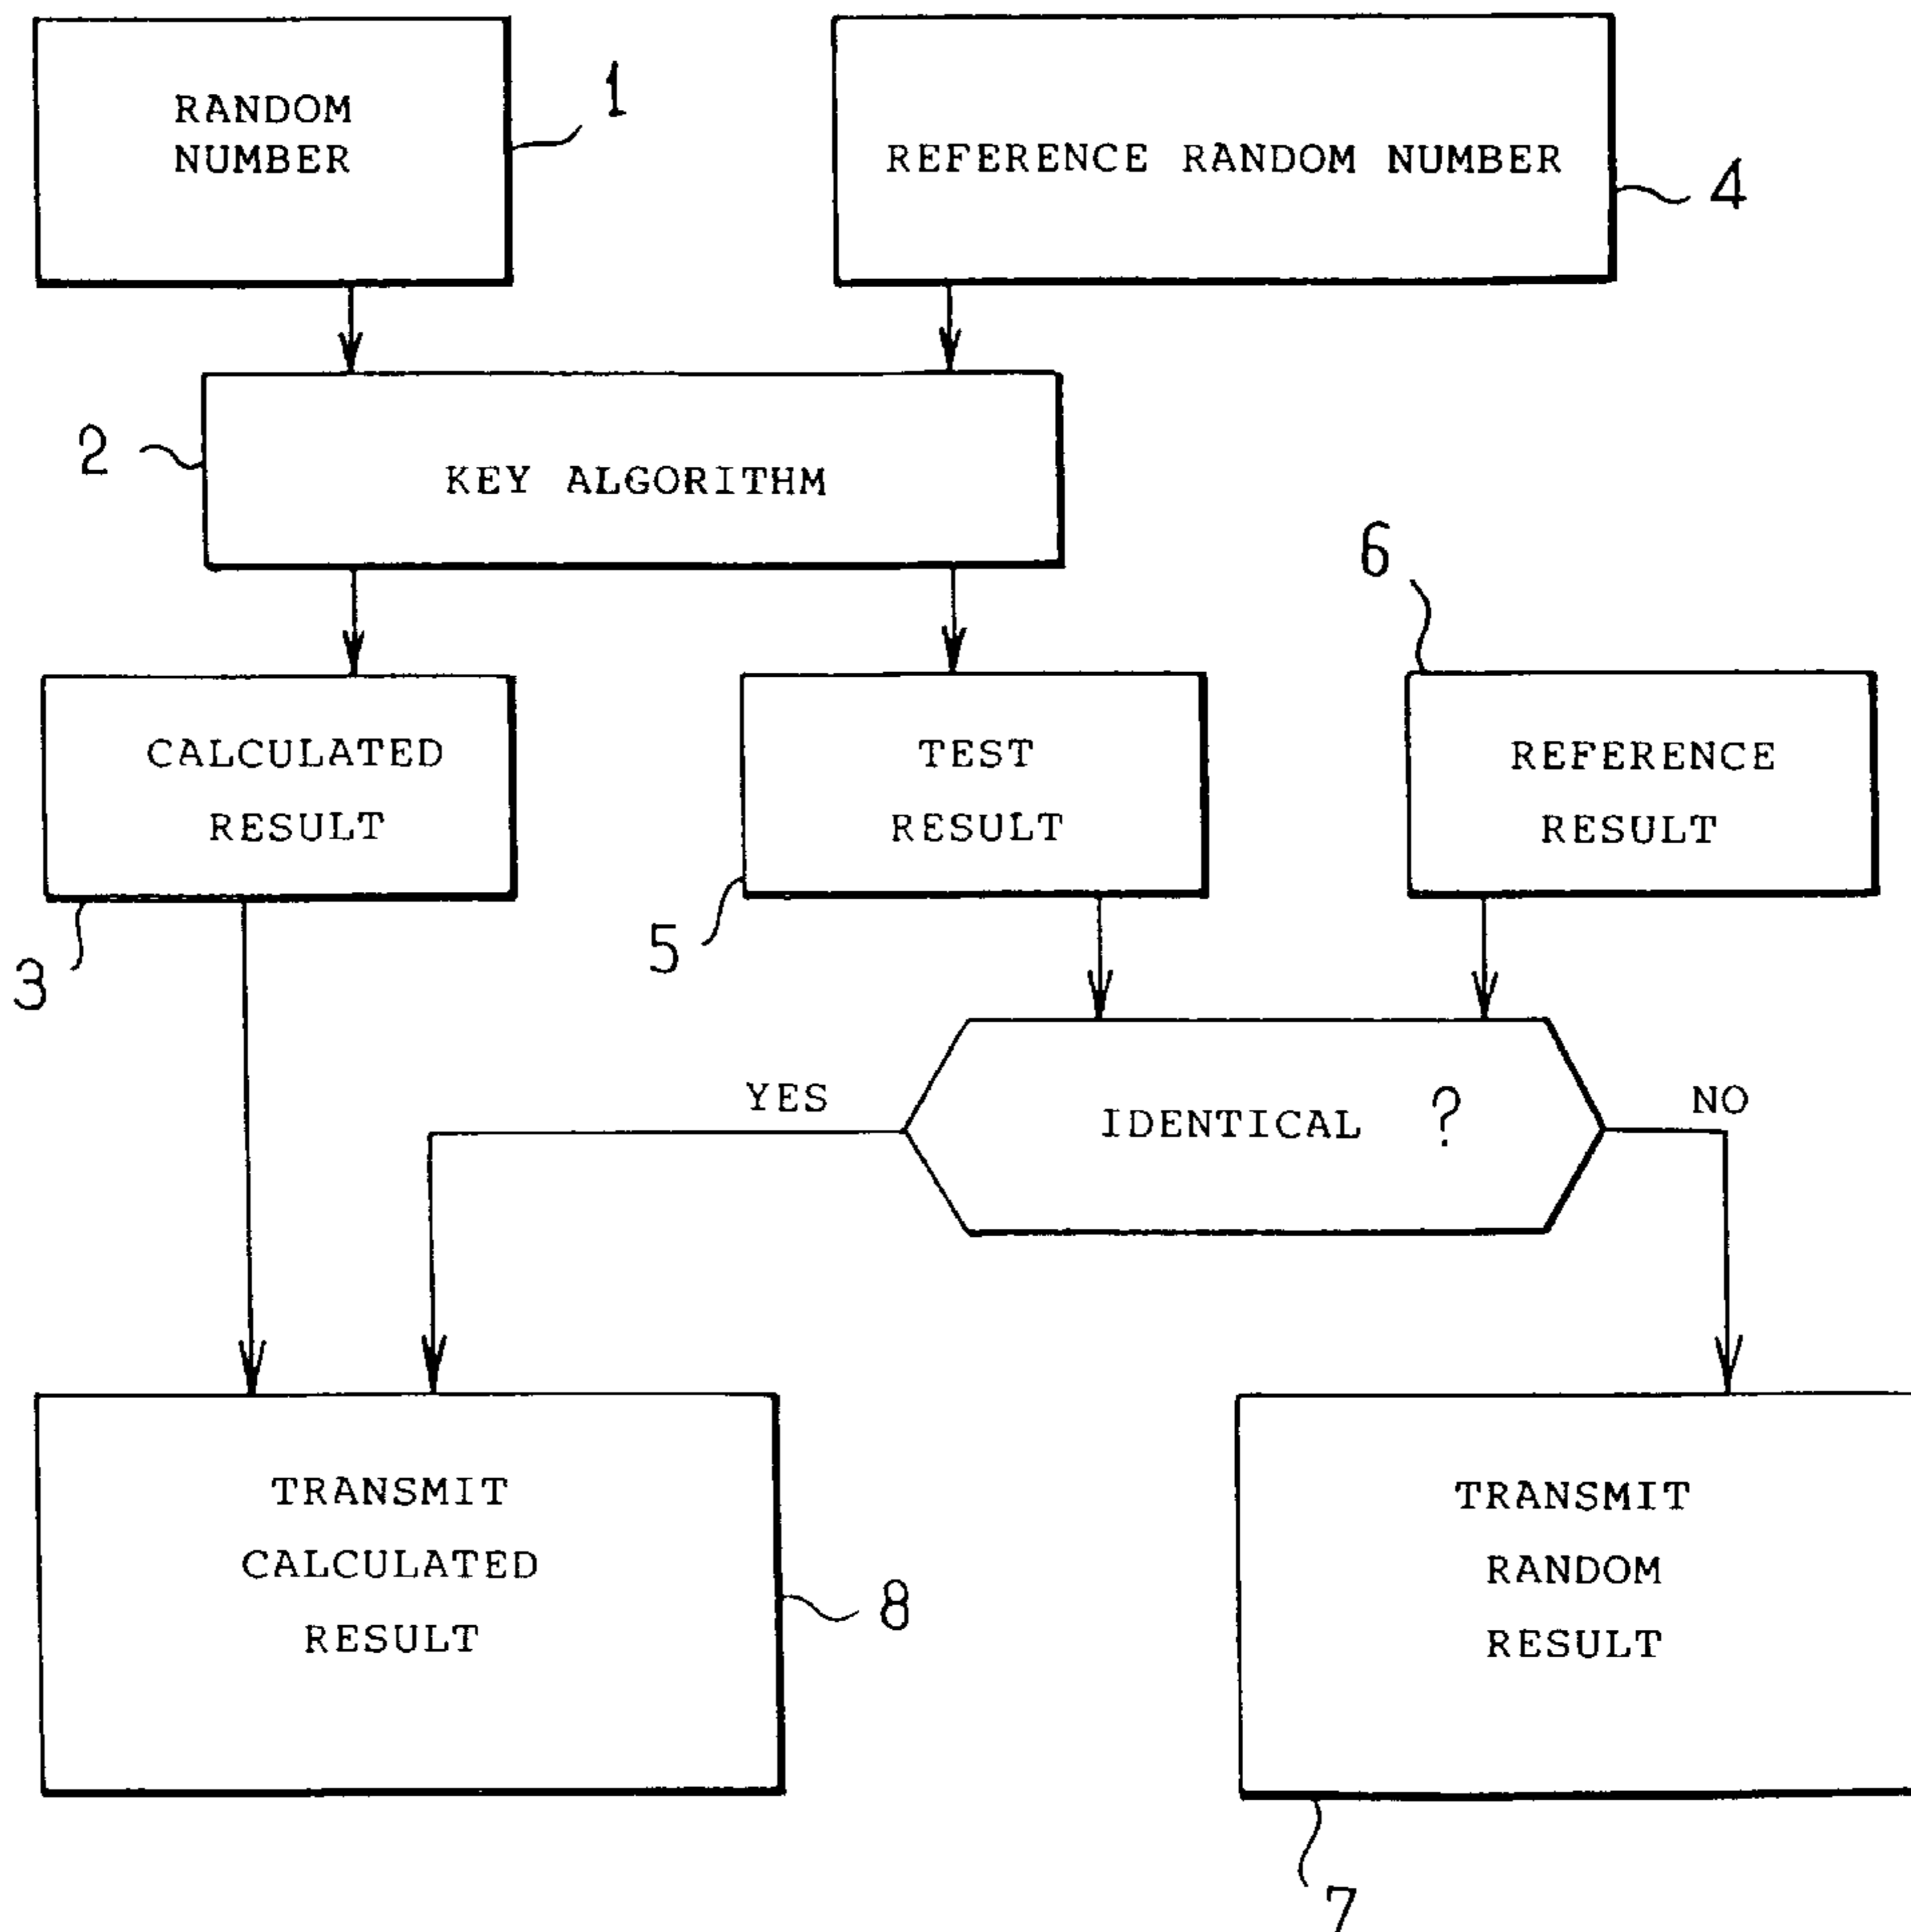 RANDOM
NUMBER
1
REFERENCE RANDOM NUMBER
4
2
KEY ALGORITHM
6
CALCULATED
RESULT
3
TEST
RESULT
5
REFERENCE
RESULT
YES
IDENTICAL ?
NO
TRANSMIT
CALCULATED
RESULT
8
TRANSMIT
RANDOM
RESULT
7